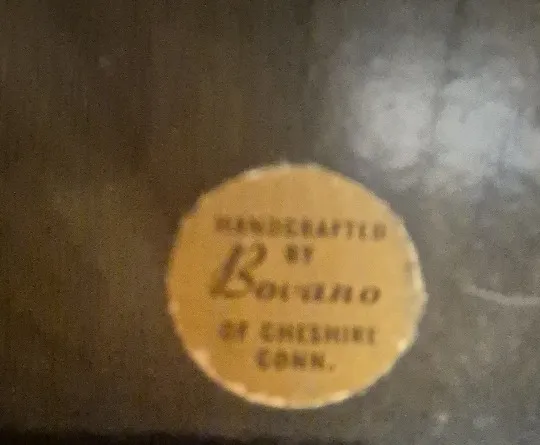 HANDCRAFTED
BY
Bovano
OF CHESHIRE
CONN.